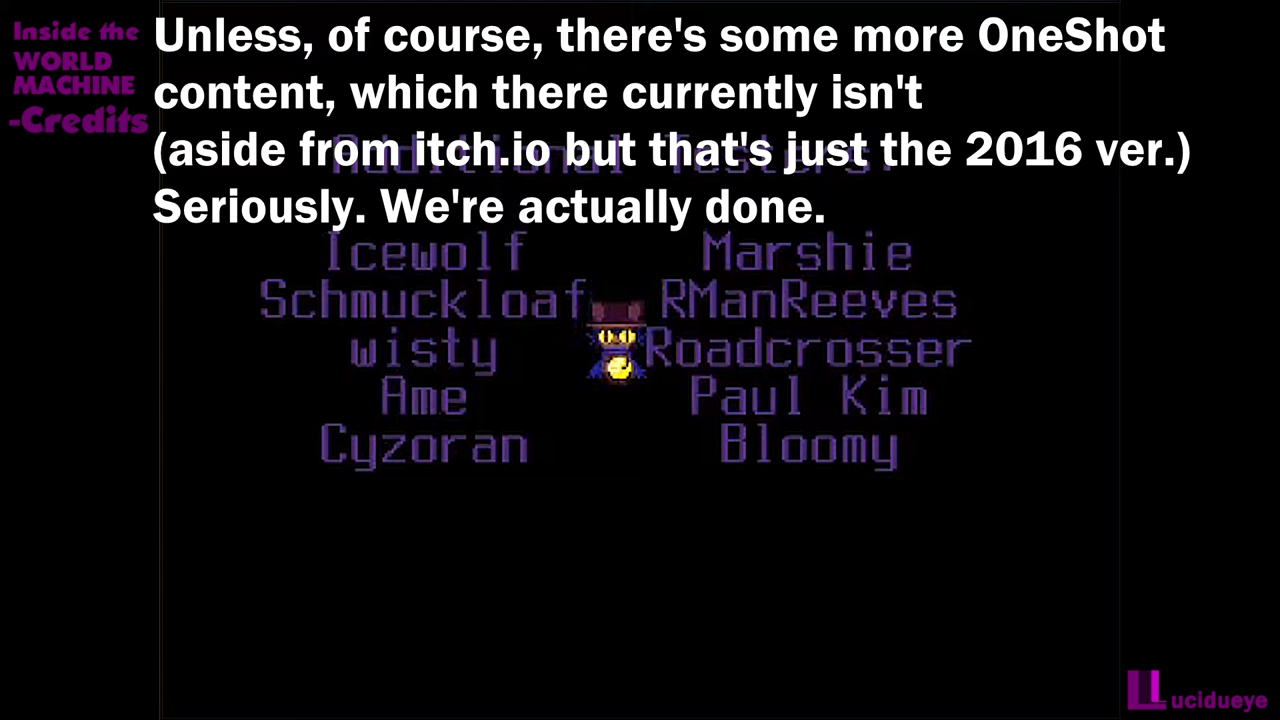 Inside the
WORLD
MACHINE
-Credits
Unless, of course, there's some more OneShot
content, which there currently isn't
(aside from itch.io but that's just the 2016 ver.)
Seriously. We're actually done.
Additional Testers:
Icewolf Marshie
Schmuckloaf RManReeves
wisty Roadcrosser
Ame Paul Kim
Cyzoran Bloomy
Lucidueye